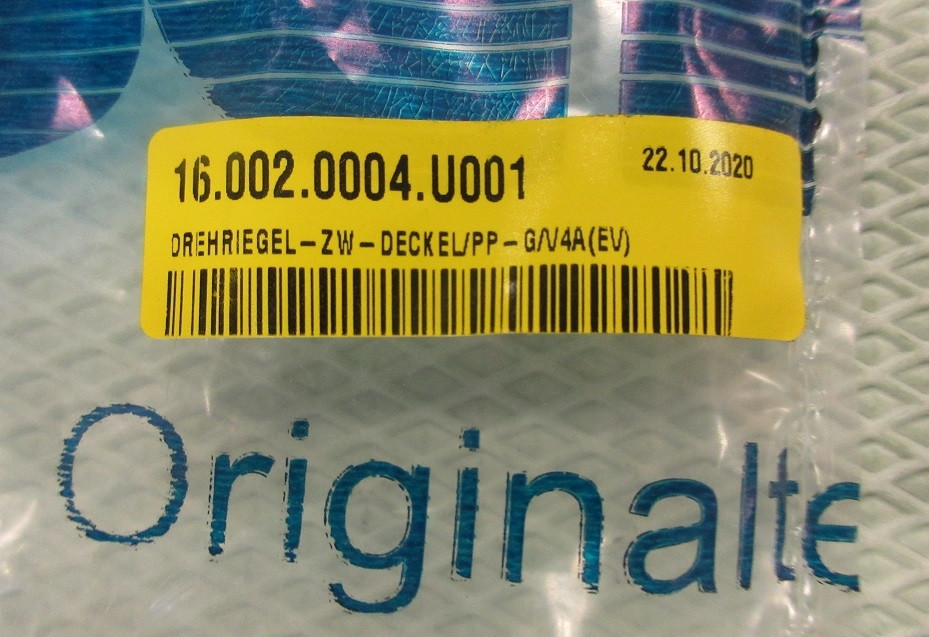 16.002.0004.U001
22.10.2020
DREHRIEGEL-ZW-DECKEL/PP-G/V4A(EV)
Originalte